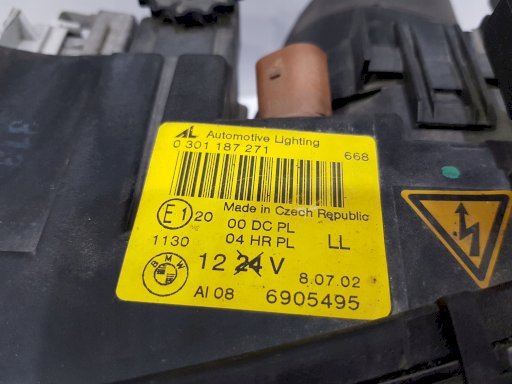 AL Automotive Lighting
0 301 187 271
668
Made in Czech Republic
E1 20
00 DC PL
1130
04 HR PL
LL
BMW
12 24 V
8.07.02
AI 08
6905495